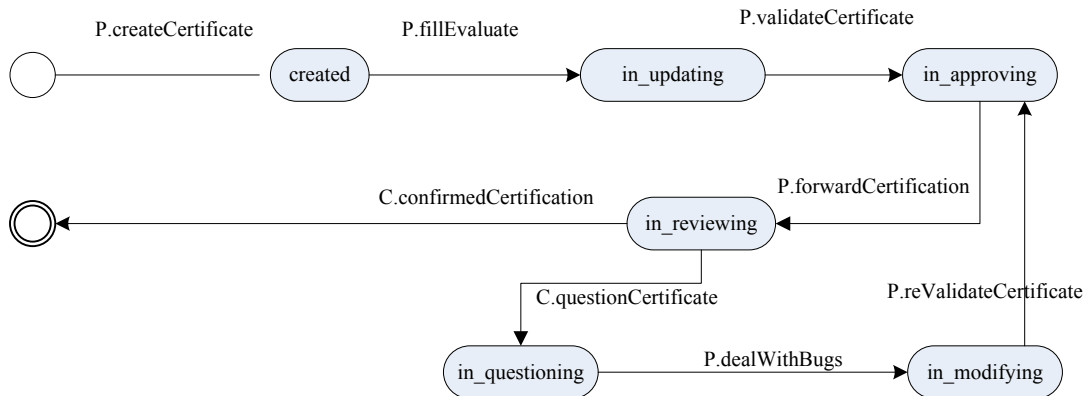 P.createCertificate
P.fillEvaluate
P.validateCertificate
created
in_updating
in_approving
C.confirmedCertification
P.forwardCertification
in_reviewing
C.questionCertificate
P.reValidateCertificate
in_questioning
P.dealWithBugs
in_modifying